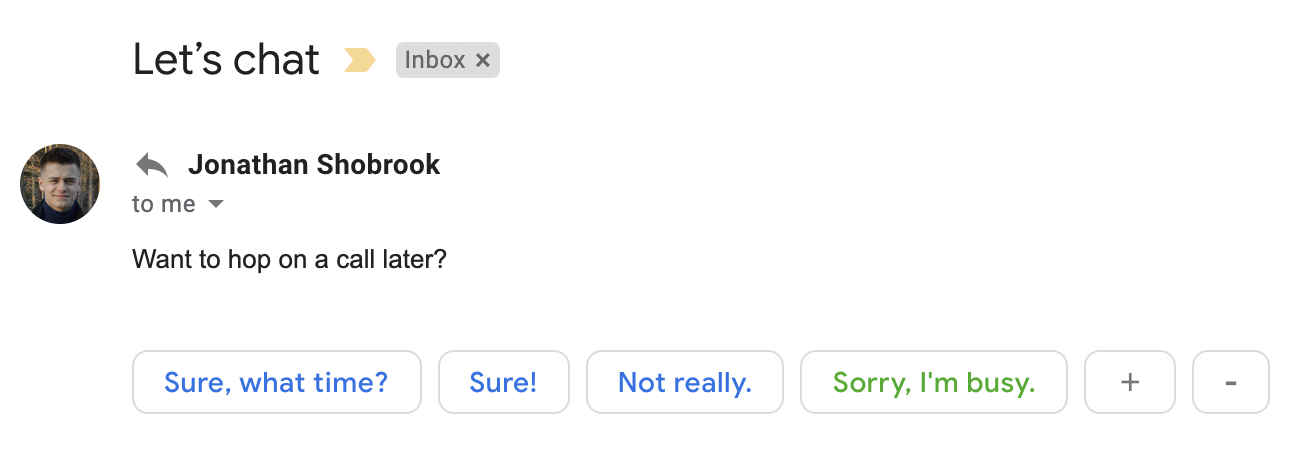 Let’s chat Inbox ×
Jonathan Shobrook
to me
Want to hop on a call later?
Sure, what time? Sure! Not really. Sorry, I'm busy. + -